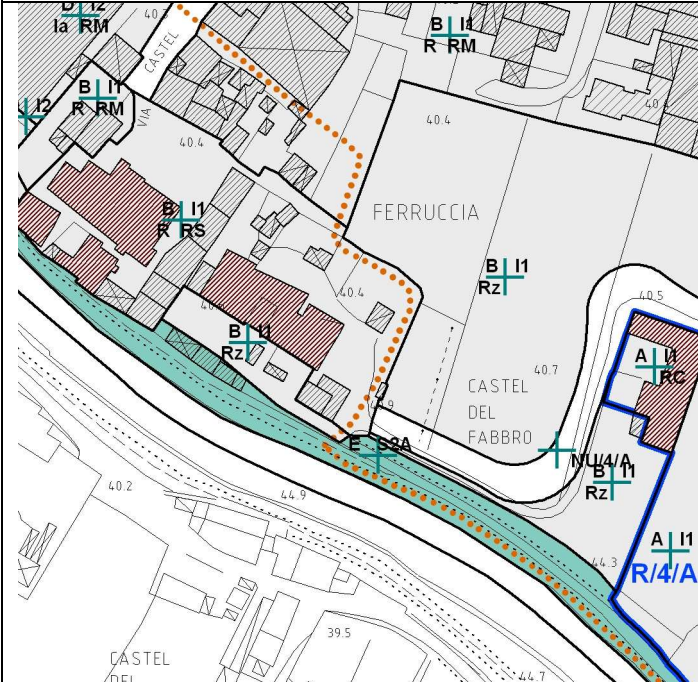 B I2
Ia RM
40.3
B I1
R RM
CASTEL
VIA
B I1
R RM
I2
40.4
40.4
B I1
R RS
FERRUCCIA
B I1
Rz
40.4
40.5
B I1
Rz
A I1
RC
40.7
CASTEL
DEL
FABBRO
E S2A
NU/4/A
B I1
Rz
40.2
44.9
A I1
44.3
R/4/A
39.5
CASTEL
DEL
44.7